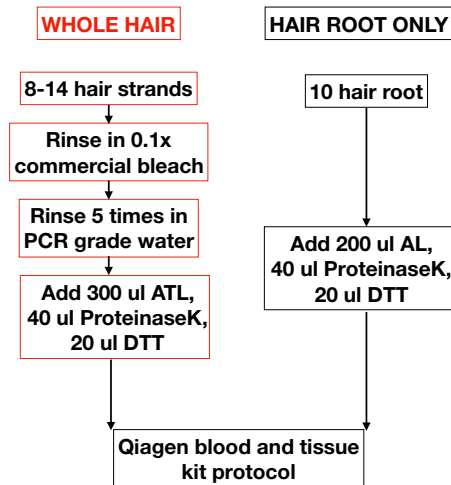 WHOLE HAIR
8-14 hair strands
Rinse in 0.1x
commercial bleach
Rinse 5 times in
PCR grade water
Add 300 ul ATL,
40 ul ProteinaseK,
20 ul DTT
HAIR ROOT ONLY
10 hair root
Add 200 ul AL,
40 ul ProteinaseK,
20 ul DTT
Qiagen blood and tissue
kit protocol